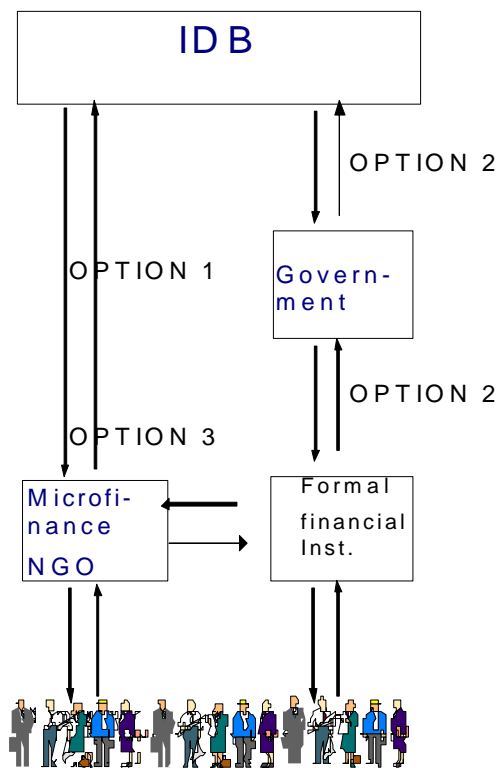 IDB
OPTION 2
OPTION 1
Govern-
ment
OPTION 2
OPTION 3
Microfi-
nance
NGO
Formal
financial
Inst.